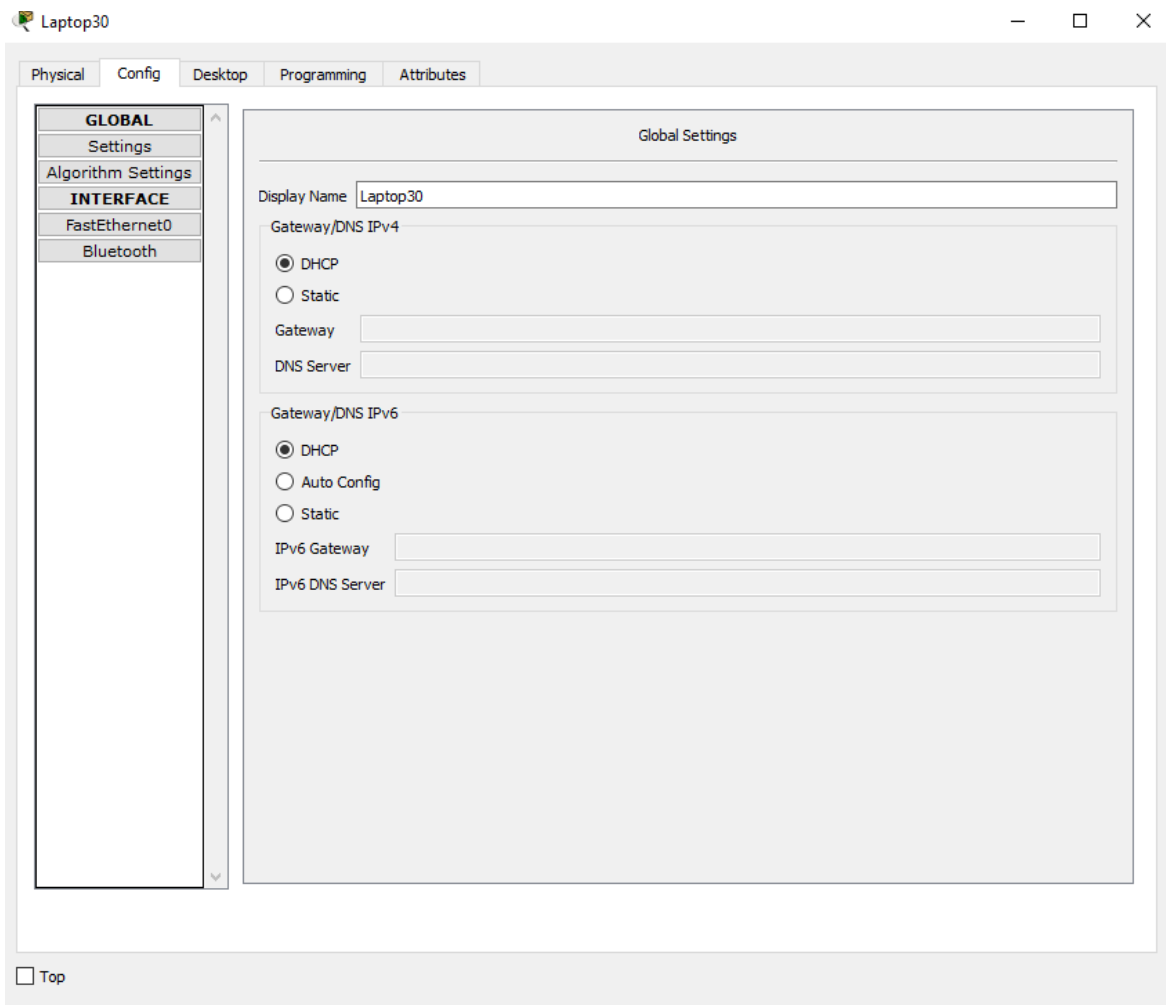 Laptop30
Physical Config Desktop Programming Attributes
GLOBAL
Settings
Algorithm Settings
INTERFACE
FastEthernet0
Bluetooth
Global Settings
Display Name Laptop30
Gateway/DNS IPv4
DHCP
Static
Gateway
DNS Server
Gateway/DNS IPv6
DHCP
Auto Config
Static
IPv6 Gateway
IPv6 DNS Server
Top